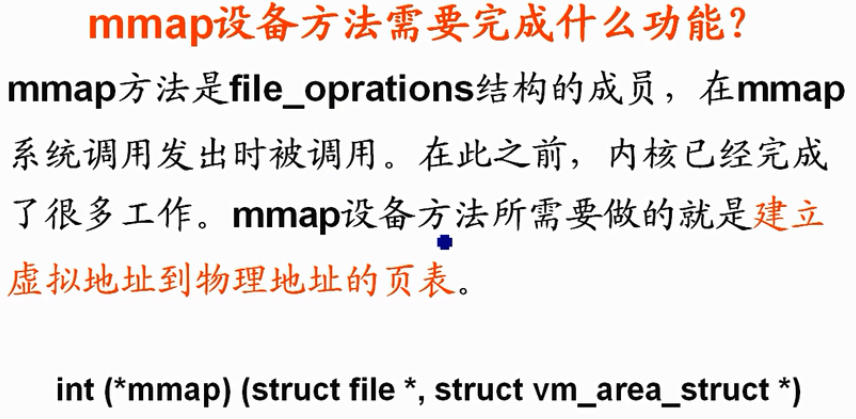 mmap设备方法需要完成什么功能？
mmap方法是file_oprations结构的成员，在mmap
系统调用发出时被调用。在此之前，内核已经完成
了很多工作。mmap设备方法所需要做的就是建立
虚拟地址到物理地址的页表。
int (*mmap) (struct file *, struct vm_area_struct *)